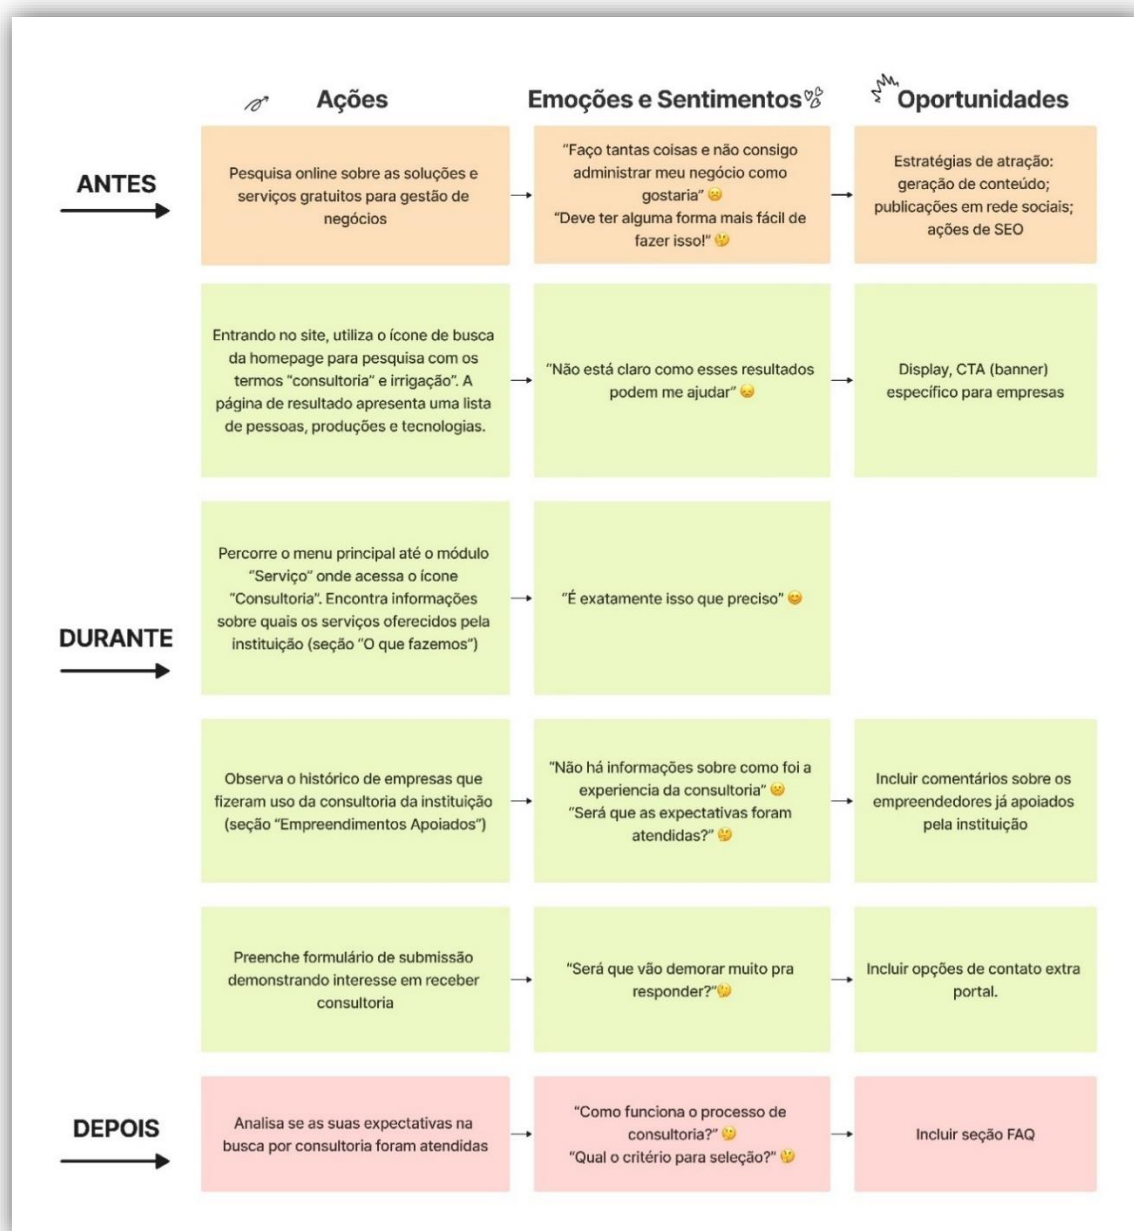 Ações
Emoções e Sentimentos
Oportunidades
ANTES
Pesquisa online sobre as soluções e
serviços gratuitos para gestão de
negócios
“Faço tantas coisas e não consigo
administrar meu negócio como
gostaria” ☹️
“Deve ter alguma forma mais fácil de
fazer isso!” 🤔
Estratégias de atração:
geração de conteúdo;
publicações em rede sociais;
ações de SEO
DURANTE
Entrando no site, utiliza o ícone de busca
da homepage para pesquisa com os
termos “consultoria” e irrigação”. A
página de resultado apresenta uma lista
de pessoas, produções e tecnologias.
“Não está claro como esses resultados
podem me ajudar” 😞
Display, CTA (banner)
específico para empresas
Percorre o menu principal até o módulo
“Serviço” onde acessa o ícone
“Consultoria”. Encontra informações
sobre quais os serviços oferecidos pela
instituição (seção “O que fazemos”)
“É exatamente isso que preciso” 😊
Observa o histórico de empresas que
fizeram uso da consultoria da instituição
(seção “Empreendimentos Apoiados”)
“Não há informações sobre como foi a
experiencia da consultoria” 🙁
“Será que as expectativas foram
atendidas?” 🤔
Incluir comentários sobre os
empreendedores já apoiados
pela instituição
Preenche formulário de submissão
demonstrando interesse em receber
consultoria
“Será que vão demorar muito pra
responder?”🤔
Incluir opções de contato extra
portal.
DEPOIS
Analisa se as suas expectativas na
busca por consultoria foram atendidas
“Como funciona o processo de
consultoria?” 🤔
“Qual o critério para seleção?” 🤔
Incluir seção FAQ